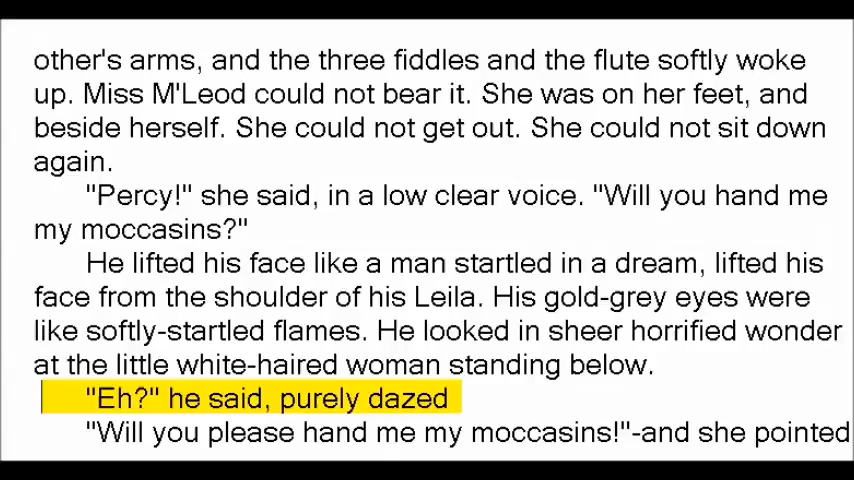 other's arms, and the three fiddles and the flute softly woke
up. Miss M'Leod could not bear it. She was on her feet, and
beside herself. She could not get out. She could not sit down
again.
"Percy!" she said, in a low clear voice. "Will you hand me
my moccasins?"
He lifted his face like a man startled in a dream, lifted his
face from the shoulder of his Leila. His gold-grey eyes were
like softly-startled flames. He looked in sheer horrified wonder
at the little white-haired woman standing below.
"Eh?" he said, purely dazed
"Will you please hand me my moccasins!"-and she pointed